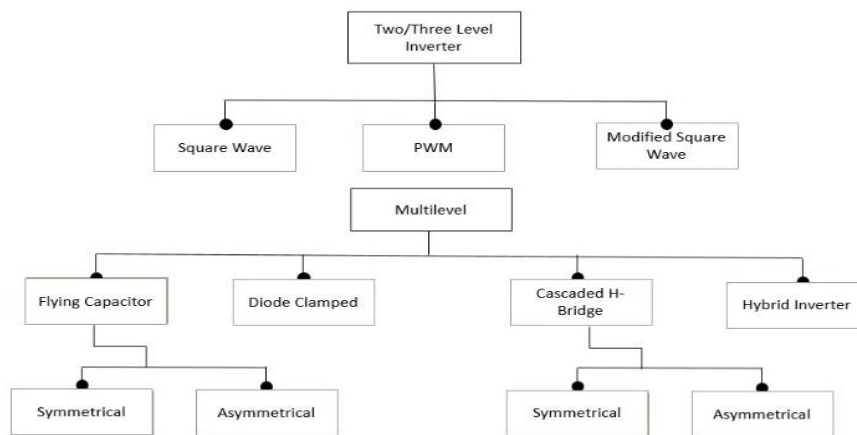 Two/Three Level
Inverter
Square Wave
PWM
Modified Square
Wave
Multilevel
Flying Capacitor
Diode Clamped
Cascaded H-
Bridge
Hybrid Inverter
Symmetrical
Asymmetrical
Symmetrical
Asymmetrical